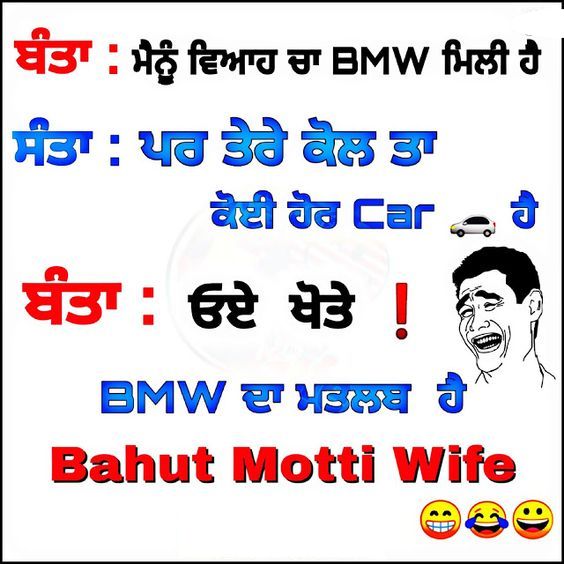 ਬੰਤਾ : ਮੈਨੂੰ ਵਿਆਹ ਚਾ BMW ਮਿਲੀ ਹੈ
ਸੰਤਾ : ਪਰ ਤੇਰੇ ਕੋਲ ਤਾ
ਕੋਈ ਹੋਰ Car 🚗 ਹੈ
ਬੰਤਾ : ਓਏ ਖੋਤੇ ❗
BMW ਦਾ ਮਤਲਬ ਹੈ
Bahut Motti Wife
😁😂😀